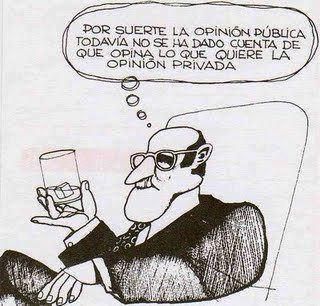 POR SUERTE LA OPINIÓN PÚBLICA
TODAVÍA NO SE HA DADO CUENTA DE
QUE OPINA LO QUE QUIERE LA
OPINIÓN PRIVADA